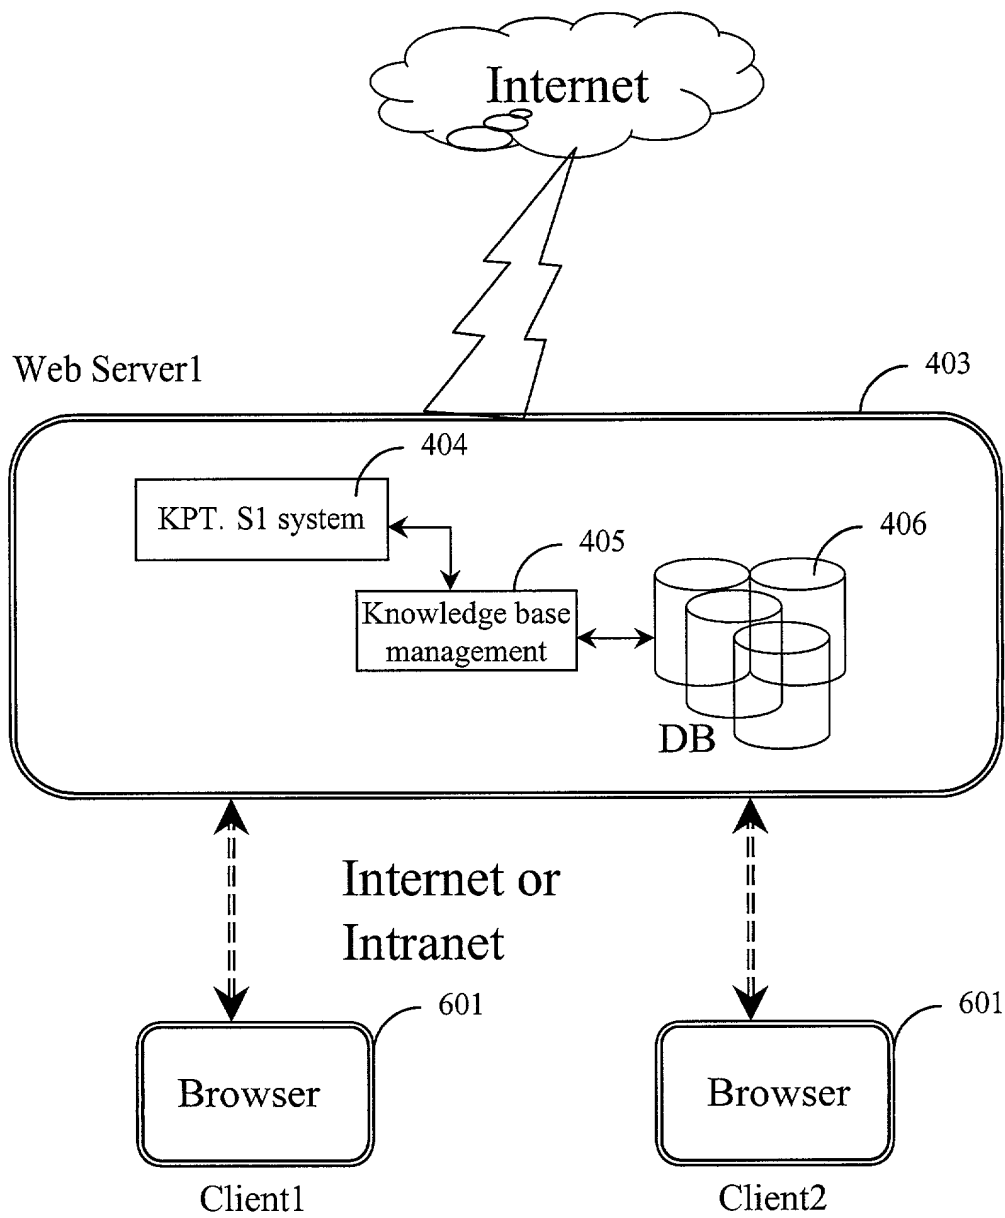 Internet
Web Server1
403
404
KPT. S1 system
405
406
Knowledge base
management
DB
Internet or
Intranet
601
601
Browser
Browser
Client1
Client2